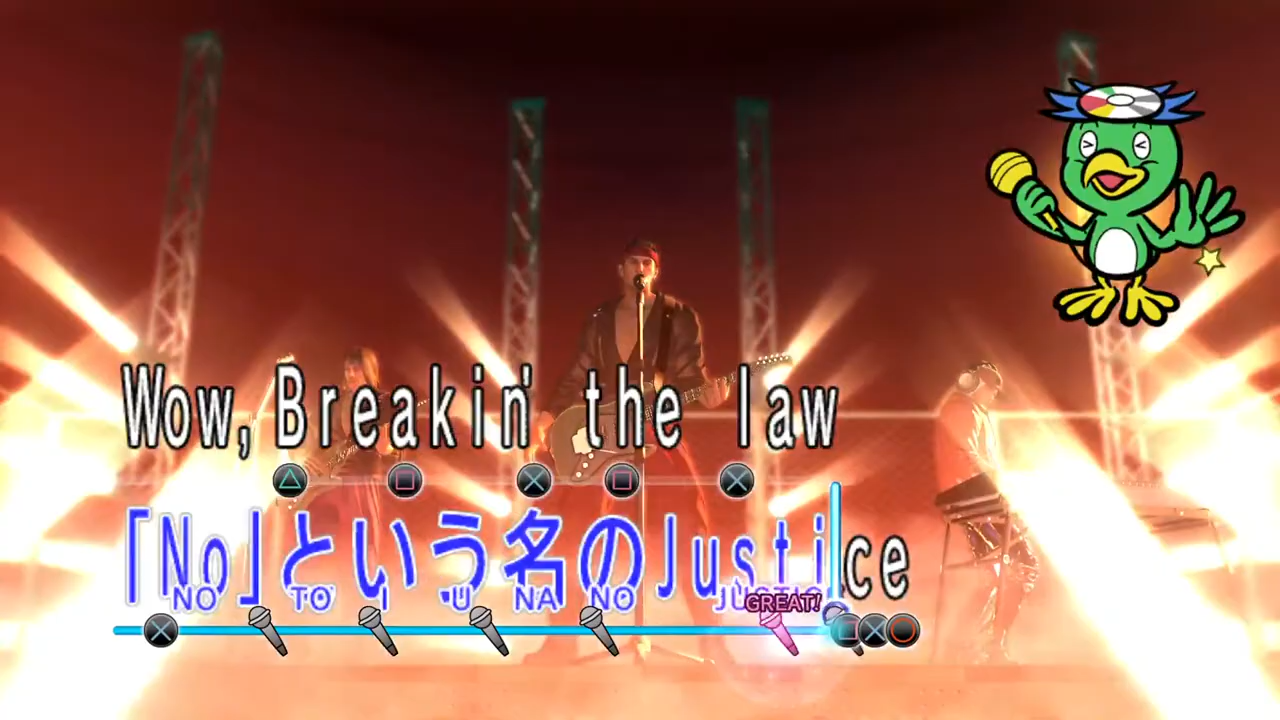 Wow, Breakin' the law
「No」という名のJustice
NO TO I U NA NO JUSTIC
GREAT!